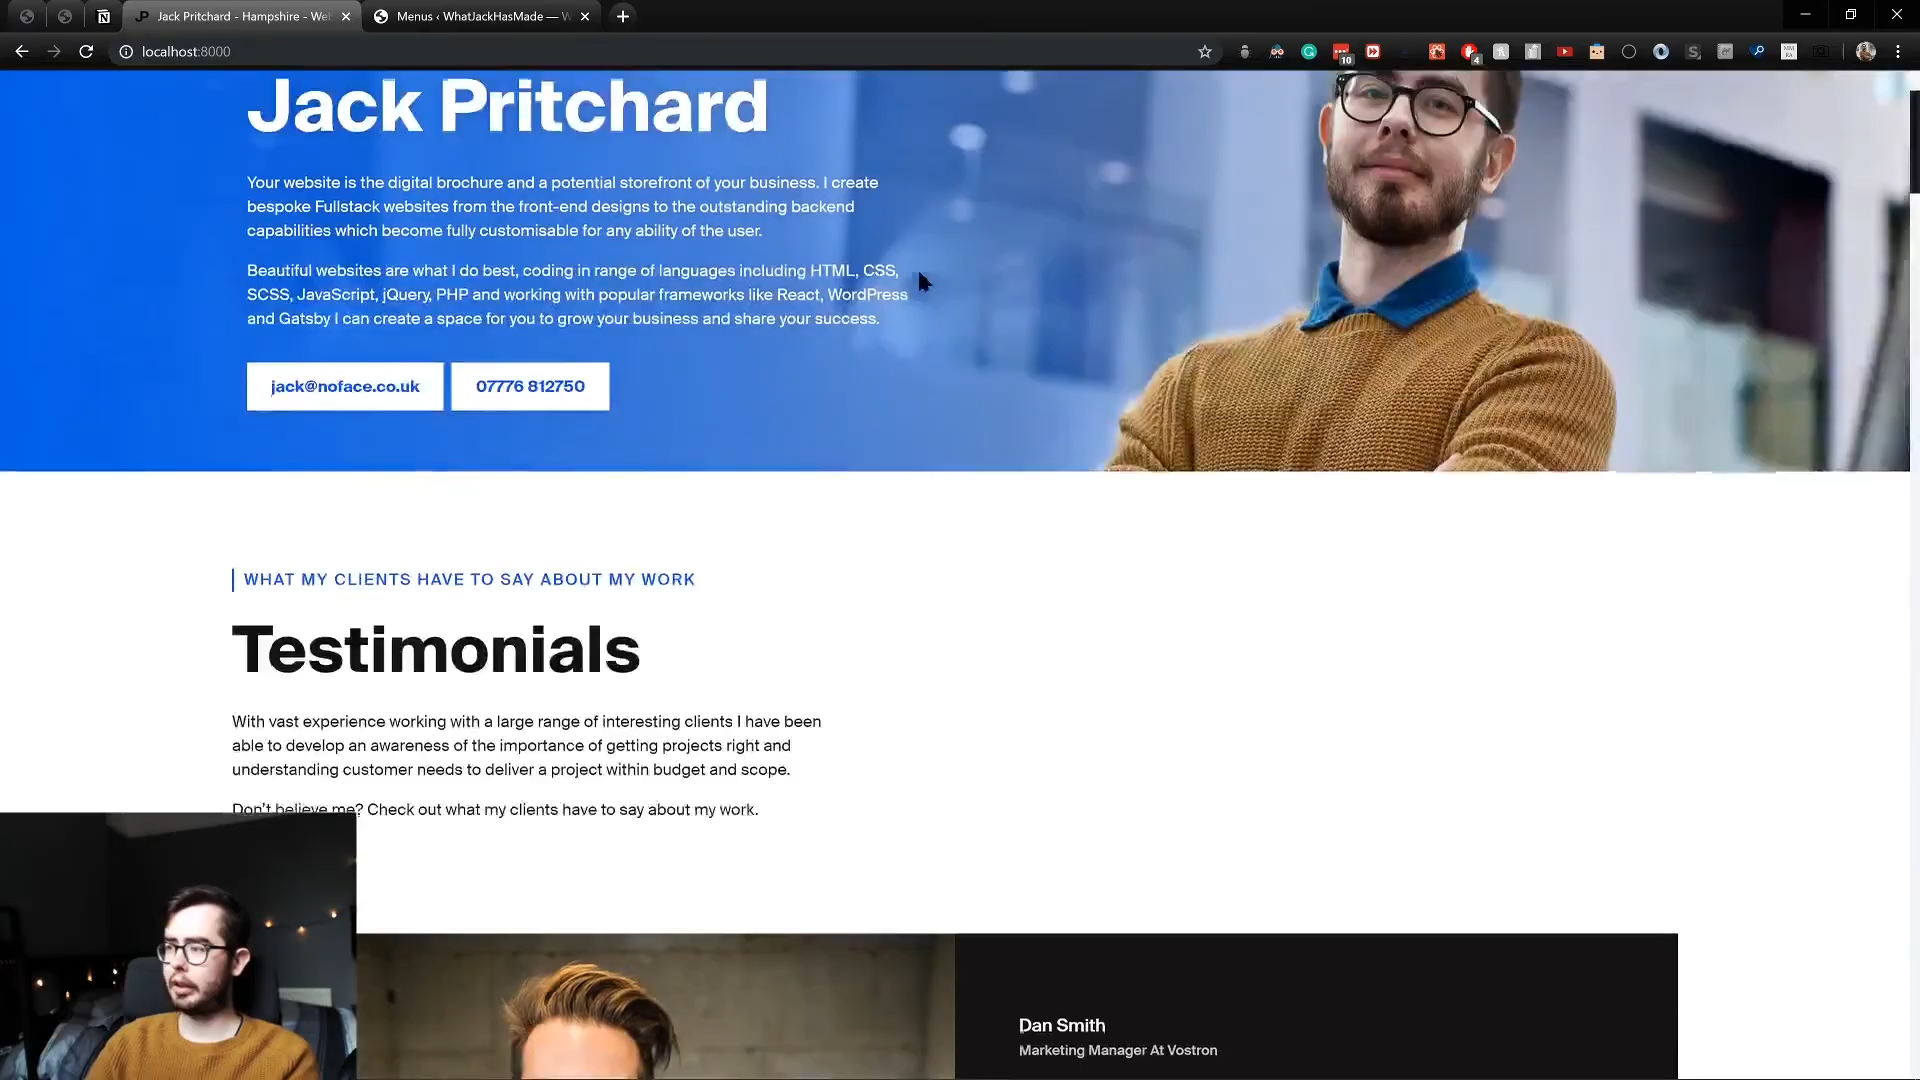 Jack Pritchard - Hampshire - Web
Menus ‹ WhatJackHasMade — W
localhost:8000
10
4
Jack Pritchard
Your website is the digital brochure and a potential storefront of your business. I create
bespoke Fullstack websites from the front-end designs to the outstanding backend
capabilities which become fully customisable for any ability of the user.
Beautiful websites are what I do best, coding in range of languages including HTML, CSS,
SCSS, JavaScript, jQuery, PHP and working with popular frameworks like React, WordPress
and Gatsby I can create a space for you to grow your business and share your success.
jack@noface.co.uk
07776 812750
WHAT MY CLIENTS HAVE TO SAY ABOUT MY WORK
Testimonials
With vast experience working with a large range of interesting clients I have been
able to develop an awareness of the importance of getting projects right and
understanding customer needs to deliver a project within budget and scope.
Don't believe me? Check out what my clients have to say about my work.
Dan Smith
Marketing Manager At Vostron